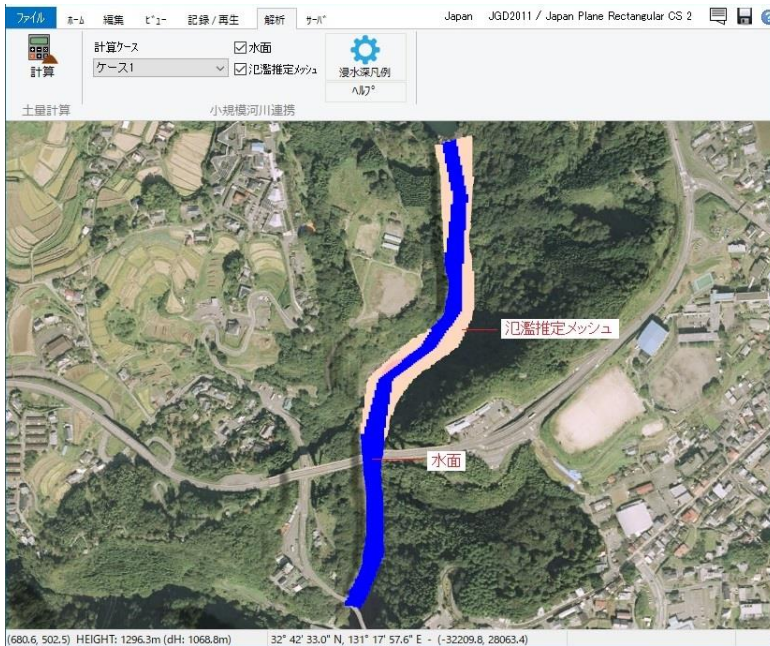 ファイル ホーム 編集 ビュー 記録/再生 解析 サーバ Japan JGD2011 / Japan Plane Rectangular CS 2
計算ケース
ケース1
水面
氾濫推定メッシュ
計算
浸水深凡例
ヘルプ
土量計算
小規模河川連携
氾濫推定メッシュ
水面
(680.6, 502.5) HEIGHT: 1296.3m (dH: 1068.8m) 32° 42' 33.0" N, 131° 17' 57.6" E - (-32209.8, 28063.4)